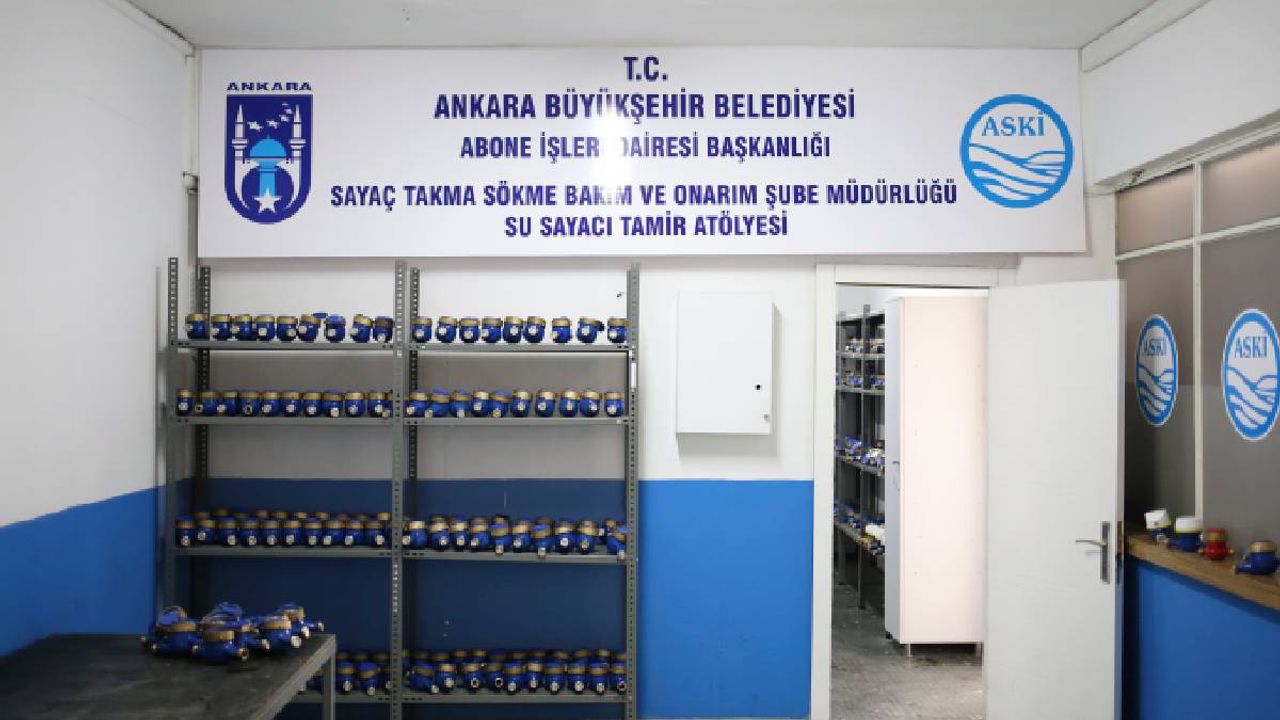 T.C.
ANKARA
ANKARA BÜYÜKŞEHİR BELEDİYESİ
ABONE İŞLERİ DAİRESİ BAŞKANLIĞI
ASKİ
SAYAÇ TAKMA SÖKME BAKIM VE ONARIM ŞUBE MÜDÜRLÜĞÜ
SU SAYACI TAMİR ATÖLYESİ
ASKİ
ASKİ